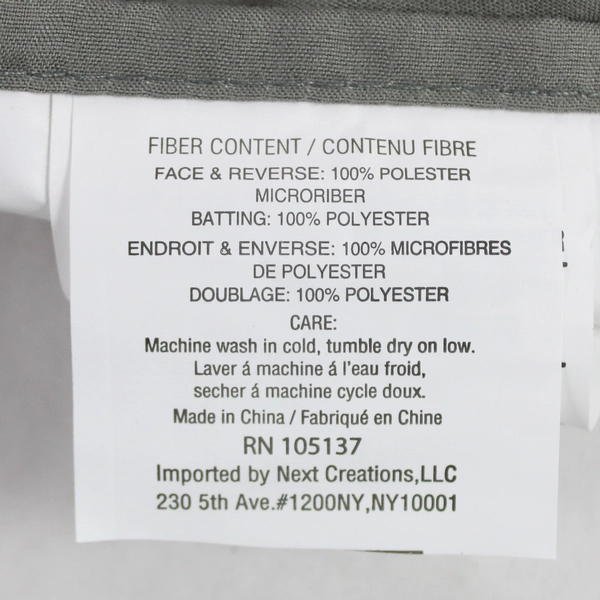 FIBER CONTENT / CONTENU FIBRE
FACE & REVERSE: 100% POLESTER
MICRORIBER
BATTING: 100% POLYESTER
ENDROIT & ENVERSE: 100% MICROFIBRES
DE POLYESTER
DOUBLAGE: 100% POLYESTER
CARE:
Machine wash in cold, tumble dry on low.
Laver á machine á l'eau froid,
secher á machine cycle doux.
Made in China / Fabriqué en Chine
RN 105137
Imported by Next Creations,LLC
230 5th Ave.#1200NY,NY10001